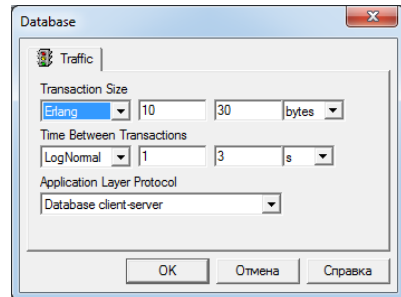 Database
Traffic
Transaction Size
Erlang 10 30 bytes
Time Between Transactions
LogNormal 1 3 s
Application Layer Protocol
Database client-server
OK Отмена Справка